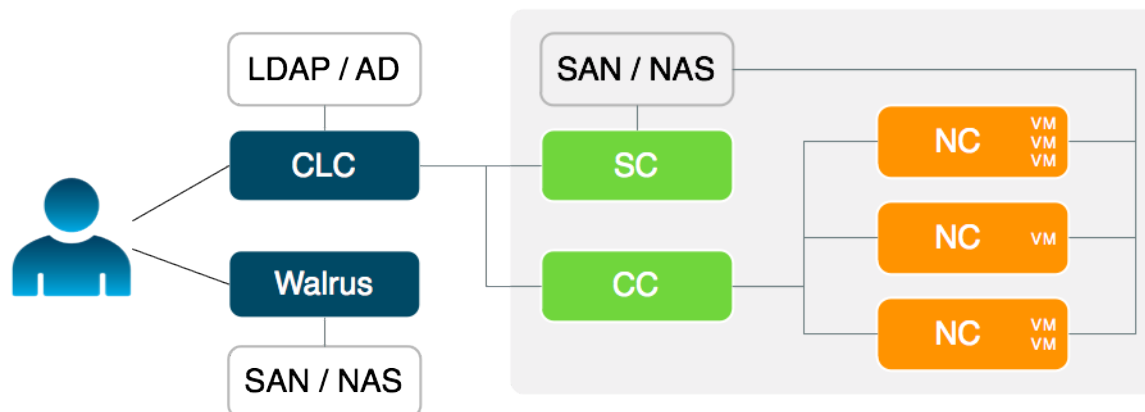 LDAP / AD
SAN / NAS
CLC
SC
NC
VM
VM
VM
NC
VM
Walrus
CC
NC
VM
VM
SAN / NAS